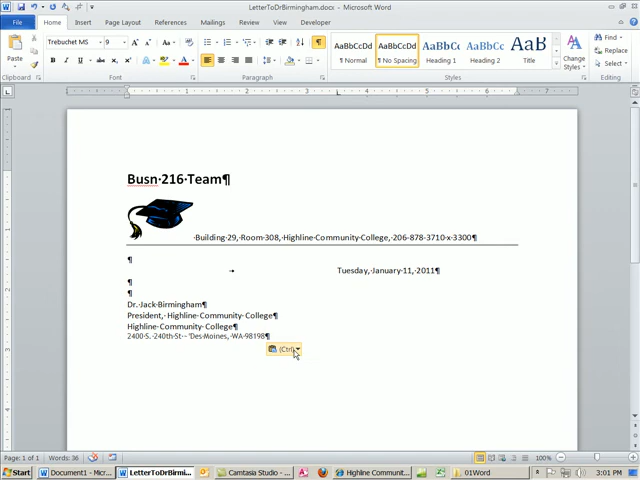 LetterToDrBirmingham.docx - Microsoft Word
File Home Insert Page Layout References Mailings Review View Developer
Paste Trebuchet MS 9 AaBbCcDd AaBbCcDd AaBbC AaBbCc AaB Find
¶ Normal ¶ No Spacing Heading 1 Heading 2 Title Change Styles Replace
Select
Clipboard Font Paragraph Styles Editing
Busn·216·Team¶
·Building·29,·Room·308,·Highline·Community·College,·206-878-3710·x·3300¶
¶
Tuesday,·January·11,·2011¶
¶
¶
Dr.·Jack·Birmingham¶
President,·Highline·Community·College¶
Highline·Community·College¶
2400·S.·240th·St·-·'Des·Moines,·WA·98198¶
(Ctrl)
Page: 1 of 1 Words: 36 100%
Start Document1 - Micr... LetterToDrBirmi... Camtasia Studio - ... Highline Communit... 01Word 3:01 PM